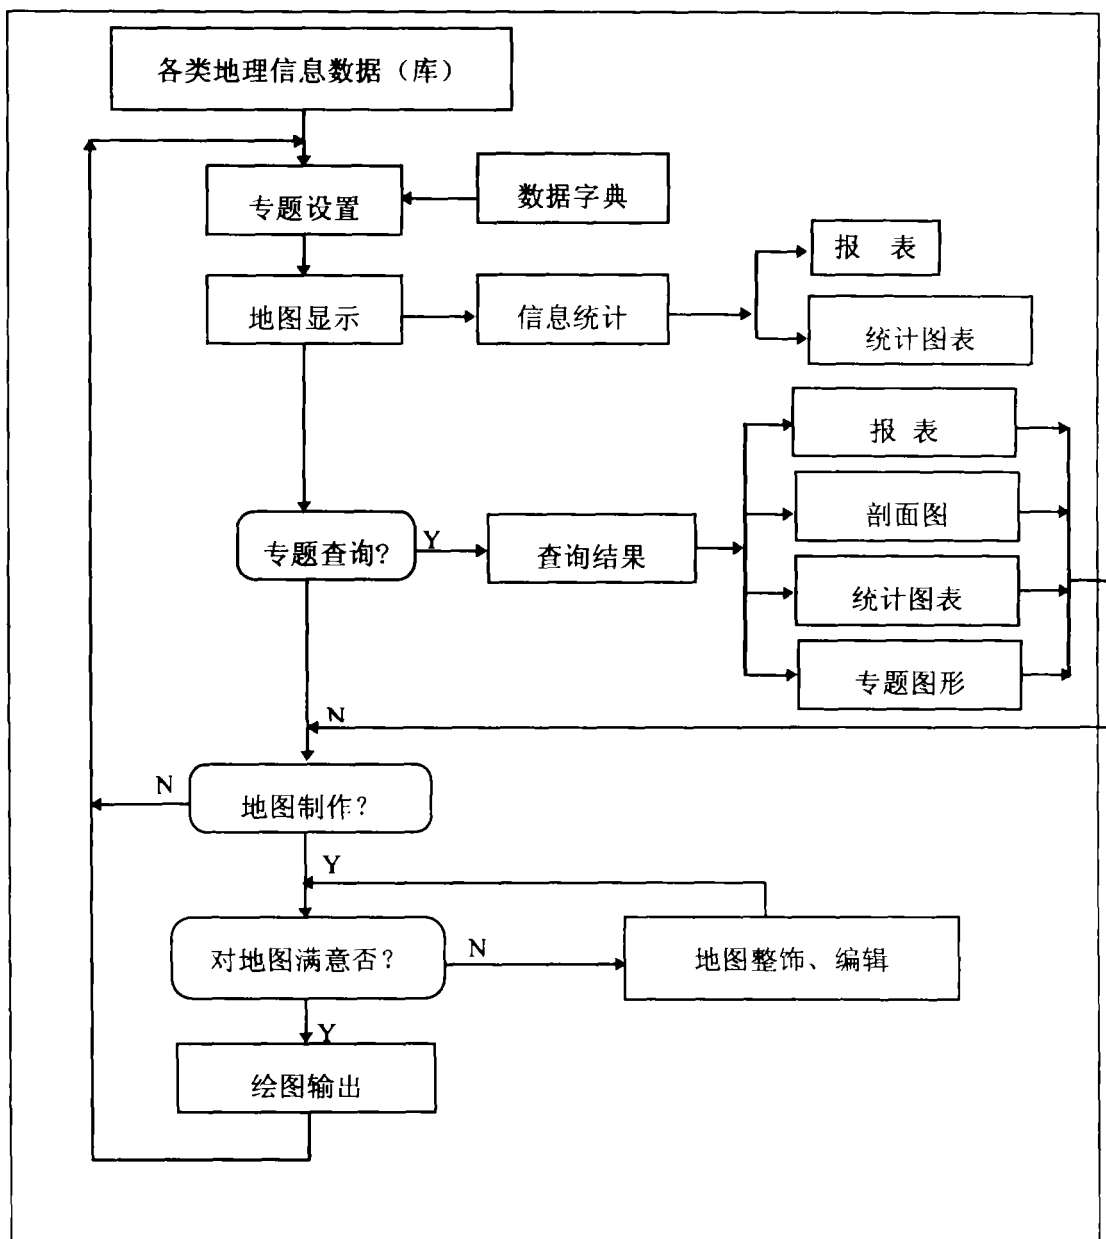 各类地理信息数据（库）
专题设置
数据字典
报 表
地图显示
信息统计
统计图表
报 表
剖面图
专题查询?
Y
查询结果
统计图表
专题图形
N
N
地图制作?
Y
对地图满意否?
N
地图整饰、编辑
Y
绘图输出